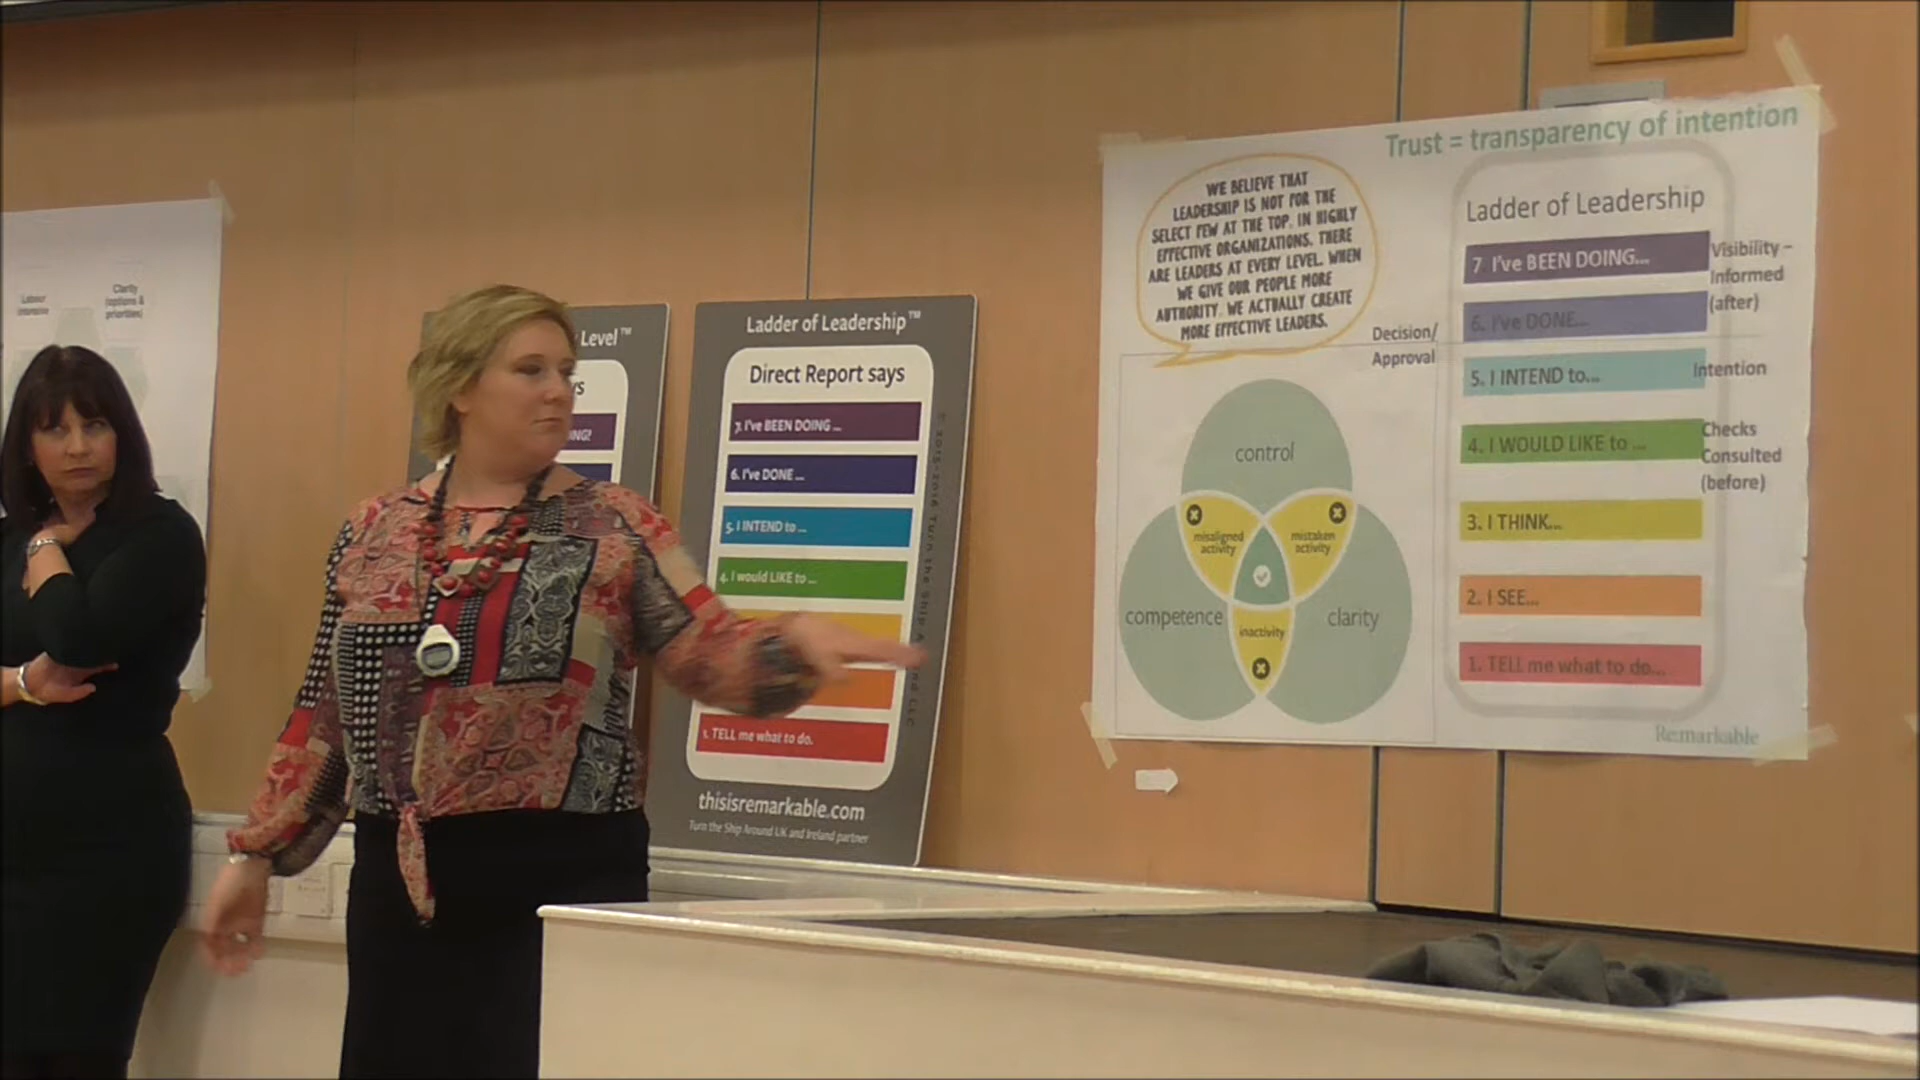 Labour
intensive
Clarity
(options &
priorities)
Level™
Ladder of Leadership™
Direct Report says
7. I've BEEN DOING ...
6. I've DONE ...
5. I INTEND to ...
4. I would LIKE to ...
1. TELL me what to do.
thisisremarkable.com
Turn the Ship Around UK and Ireland partner
Trust = transparency of intention
WE BELIEVE THAT
LEADERSHIP IS NOT FOR THE
SELECT FEW AT THE TOP. IN HIGHLY
EFFECTIVE ORGANIZATIONS, THERE
ARE LEADERS AT EVERY LEVEL. WHEN
WE GIVE OUR PEOPLE MORE
AUTHORITY, WE ACTUALLY CREATE
MORE EFFECTIVE LEADERS.
Decision/
Approval
control
misaligned
activity
mistaken
activity
competence
clarity
inactivity
Ladder of Leadership
7 I've BEEN DOING...
6. I've DONE...
5. I INTEND to...
4. I WOULD LIKE to ...
3. I THINK...
2. I SEE...
1. TELL me what to do...
Visibility –
Informed
(after)
Intention
Checks
Consulted
(before)
Remarkable